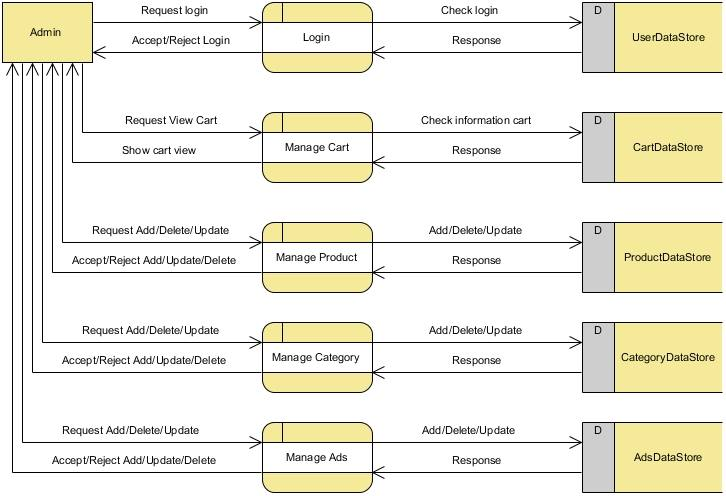 Admin
Request login
Login
Check login
D
UserDataStore
Accept/Reject Login
Response
Request View Cart
Manage Cart
Check information cart
D
CartDataStore
Show cart view
Response
Request Add/Delete/Update
Manage Product
Add/Delete/Update
D
ProductDataStore
Accept/Reject Add/Update/Delete
Response
Request Add/Delete/Update
Manage Category
Add/Delete/Update
D
CategoryDataStore
Accept/Reject Add/Update/Delete
Response
Request Add/Delete/Update
Manage Ads
Add/Delete/Update
D
AdsDataStore
Accept/Reject Add/Update/Delete
Response